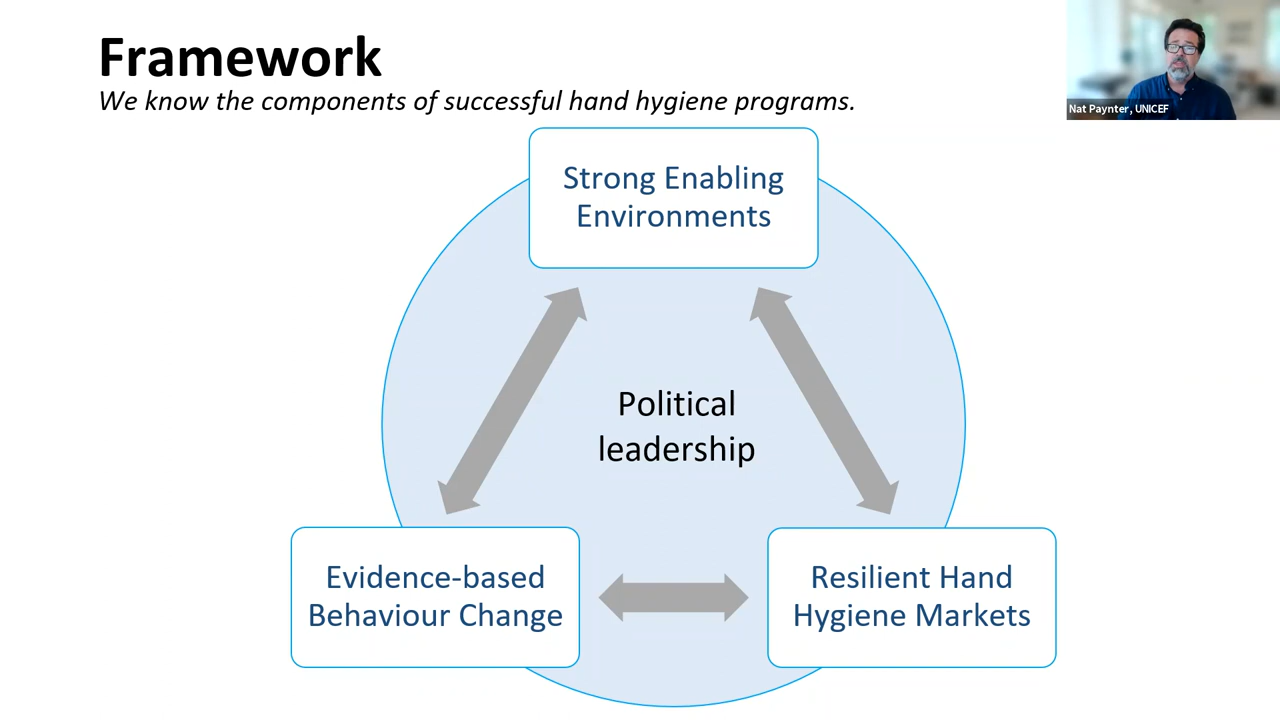 Framework
We know the components of successful hand hygiene programs.
Nat Paynter, UNICEF
Strong Enabling
Environments
Political
leadership
Evidence-based
Behaviour Change
Resilient Hand
Hygiene Markets